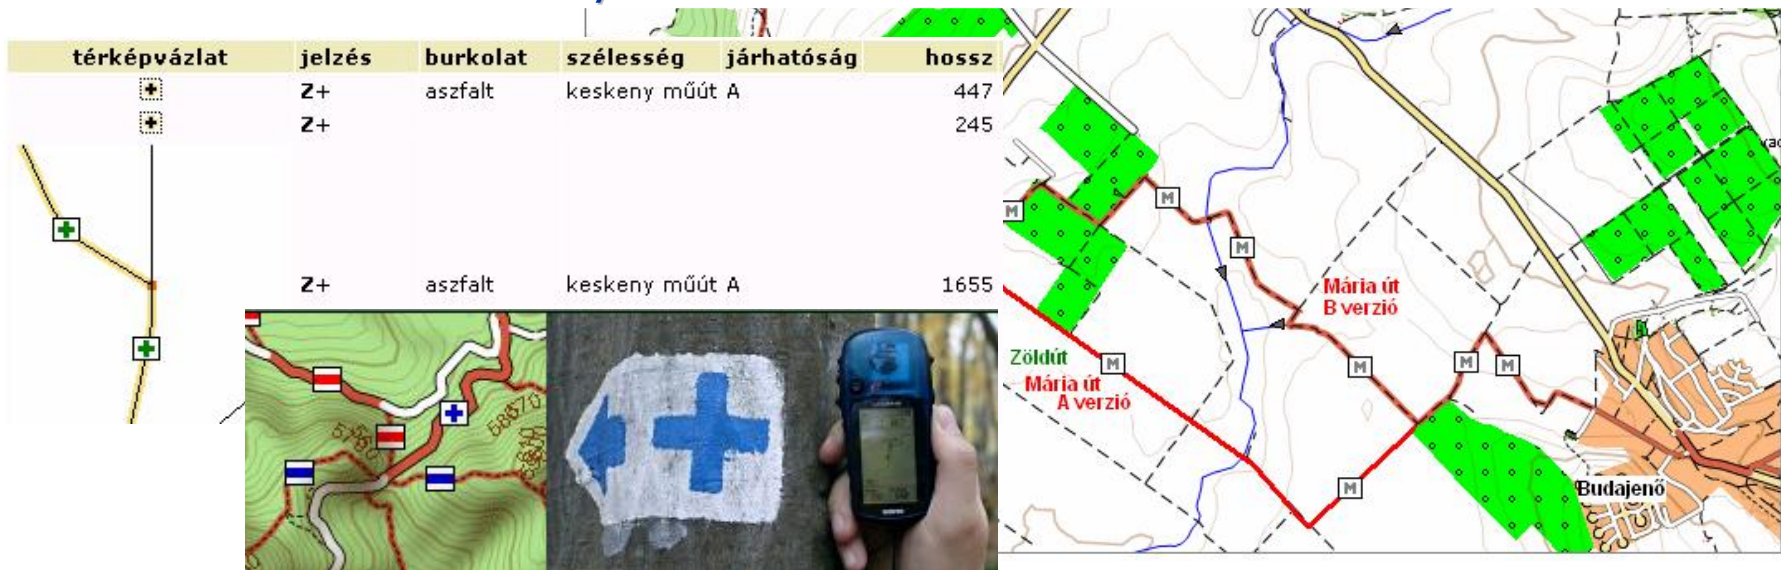 térképvázlat jelzés burkolat szélesség járhatóság hossz
Z+ aszfalt keskeny műút A 447
Z+ 245
Z+ aszfalt keskeny műút A 1655
M
M
M
Mária út
B verzió
Zöldút
Mária út
A verzió
M
M
M
M
M
Budajenő